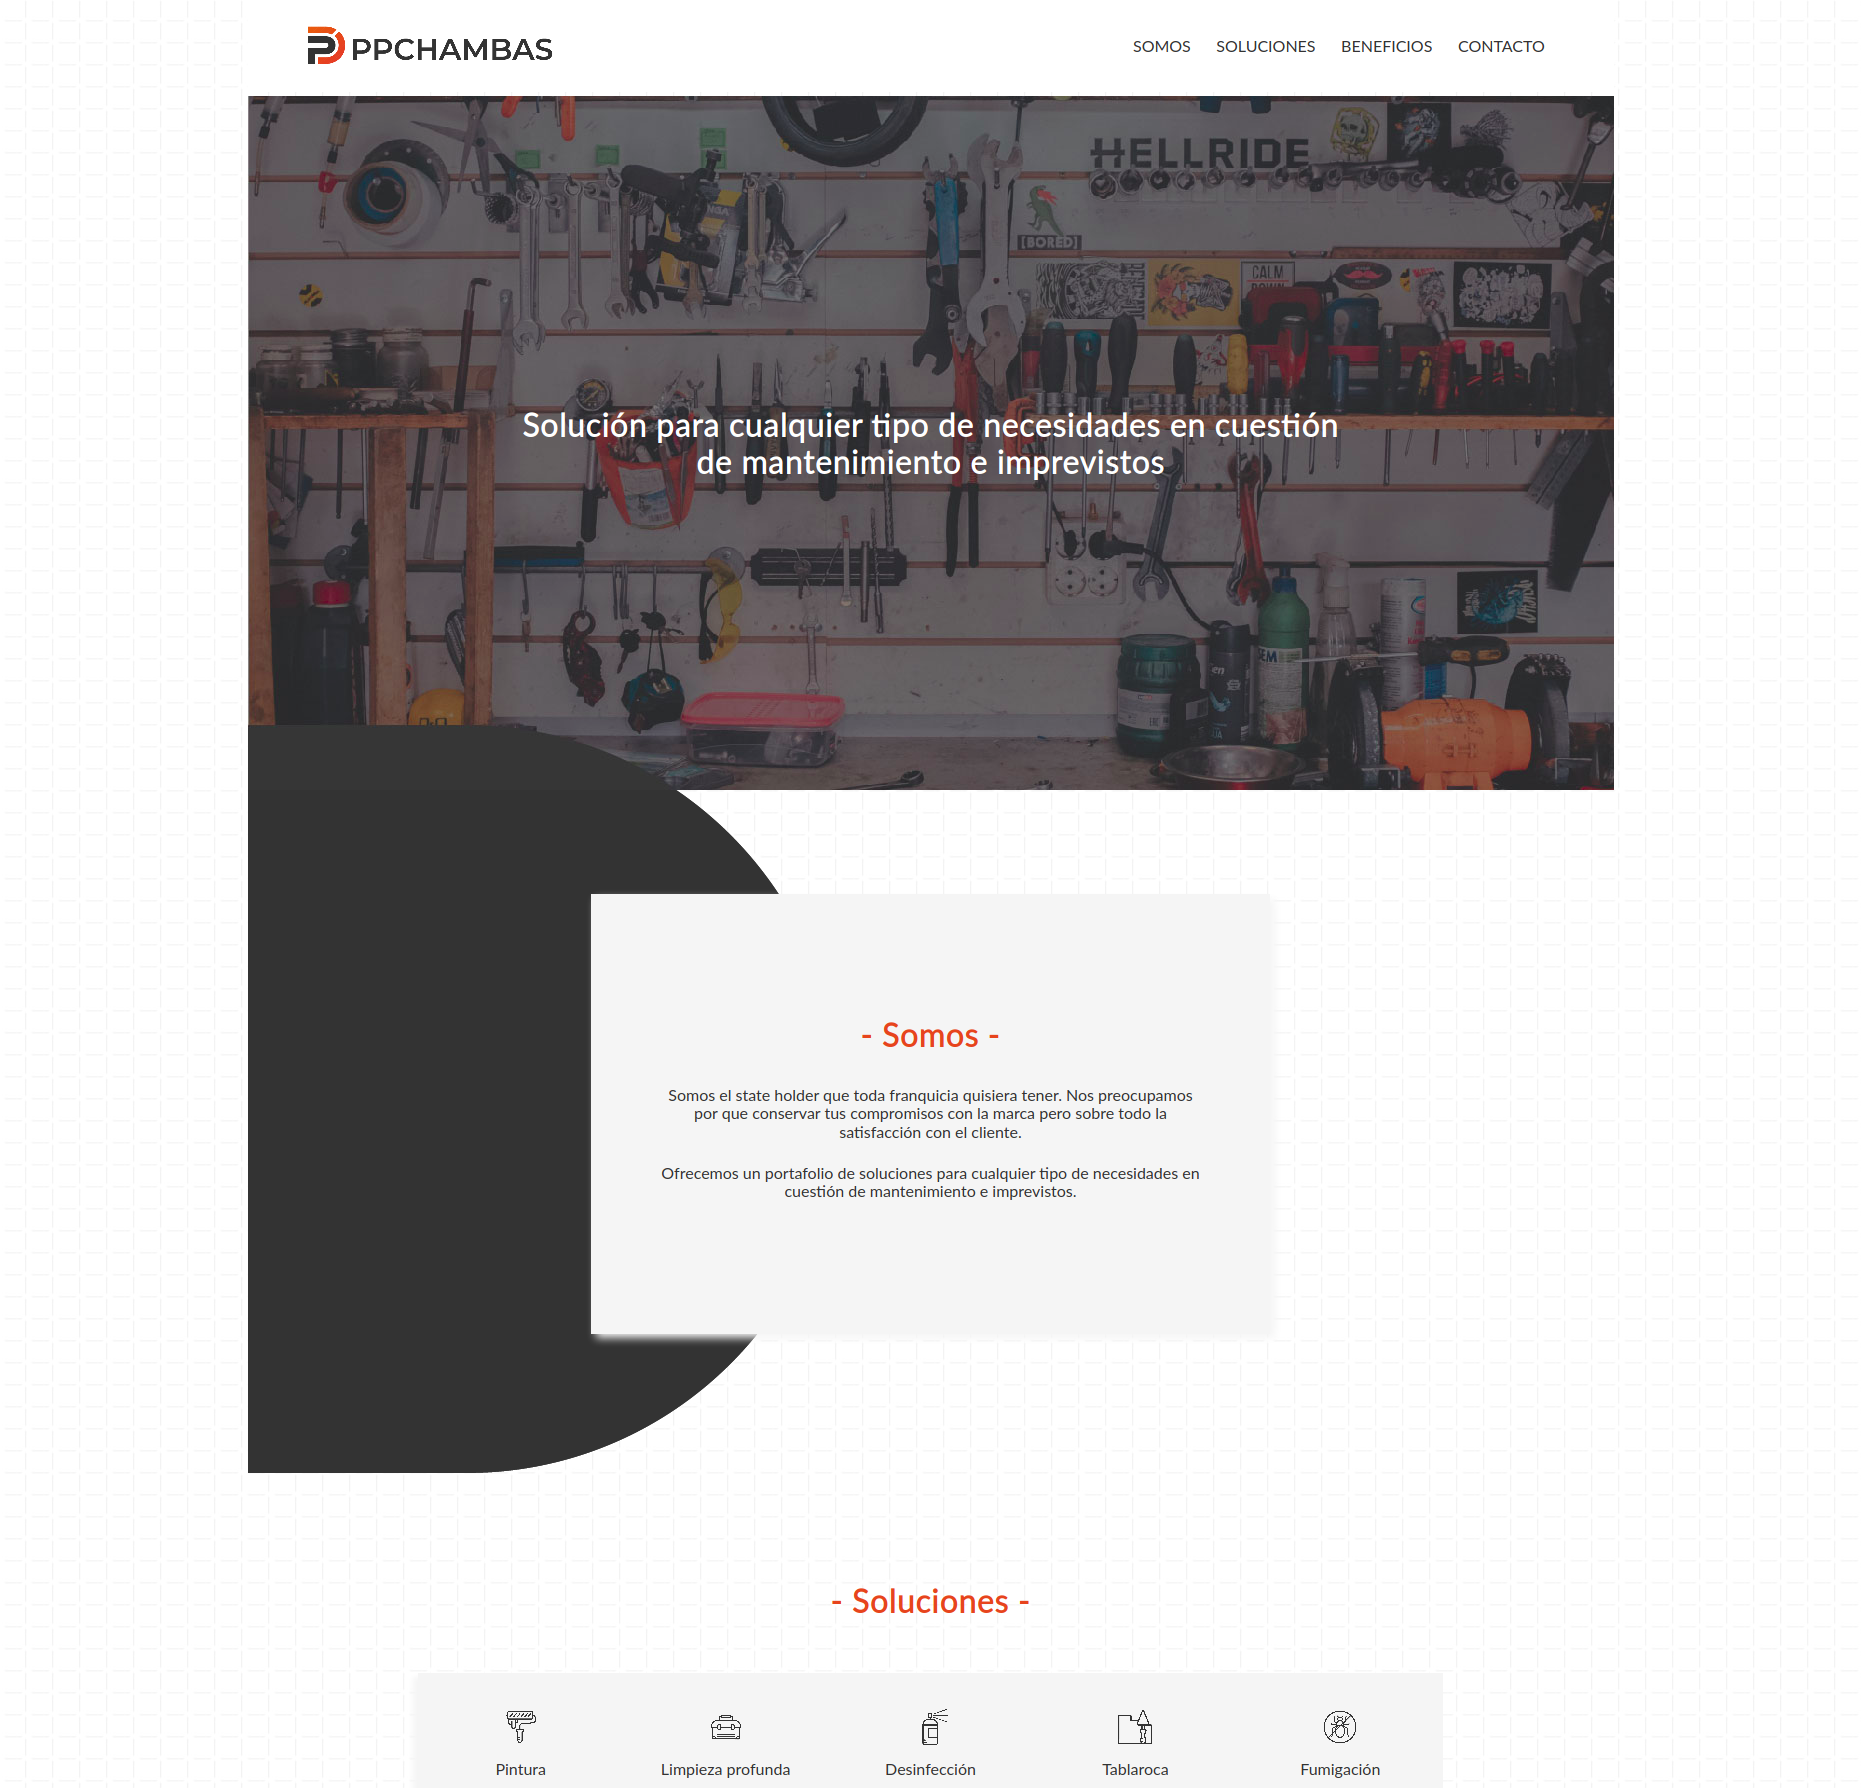 PPCHAMBAS
SOMOS SOLUCIONES BENEFICIOS CONTACTO
HELLRIDE
[BORED]
CALM
Solución para cualquier tipo de necesidades en cuestión
de mantenimiento e imprevistos
- Somos -
Somos el state holder que toda franquicia quisiera tener. Nos preocupamos
por que conservar tus compromisos con la marca pero sobre todo la
satisfacción con el cliente.
Ofrecemos un portafolio de soluciones para cualquier tipo de necesidades en
cuestión de mantenimiento e imprevistos.
- Soluciones -
Pintura Limpieza profunda Desinfección Tablaroca Fumigación